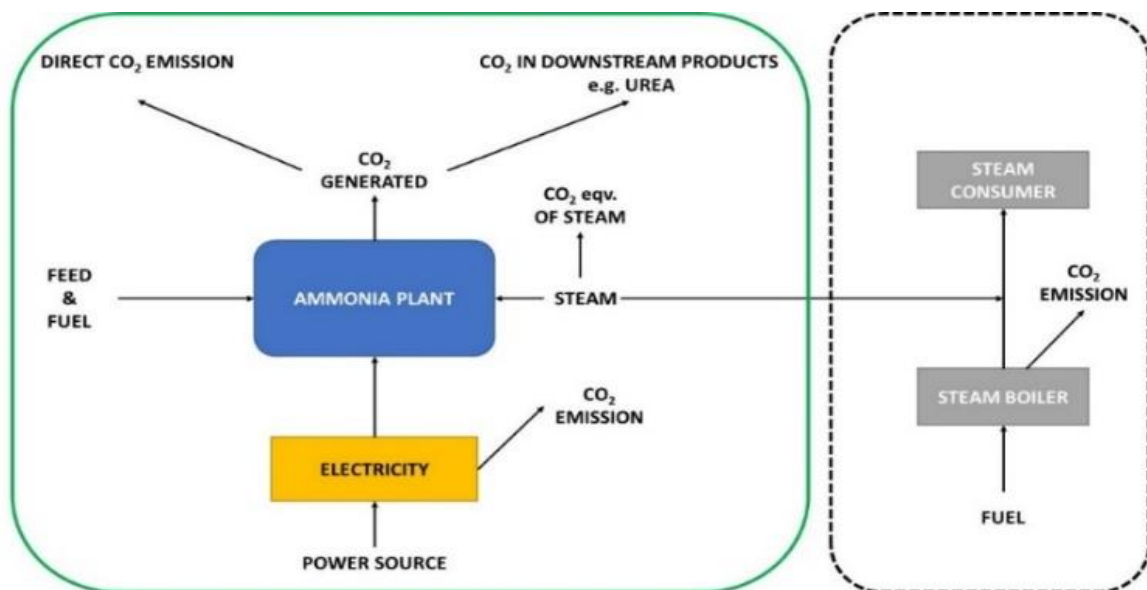 DIRECT CO₂ EMISSION
CO₂ IN DOWNSTREAM PRODUCTS
e.g. UREA
CO₂
GENERATED
CO₂ eqv.
OF STEAM
FEED
&
FUEL
AMMONIA PLANT
STEAM
CO₂
EMISSION
ELECTRICITY
POWER SOURCE
STEAM
CONSUMER
CO₂
EMISSION
STEAM BOILER
FUEL